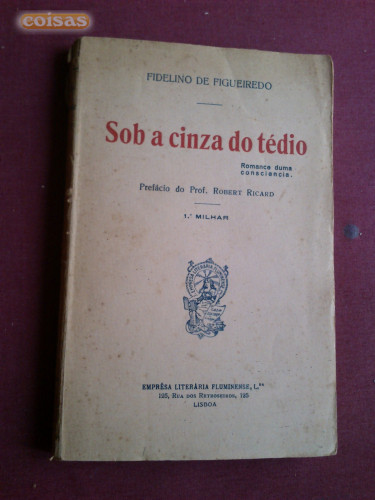 coisas
FIDELINO DE FIGUEIREDO
Sob a cinza do tédio
Romance duma
consciencia.
Prefácio do Prof. ROBERT RICARD
1.º MILHAR
EMPRÊSA LITERÁRIA FLUMINENSE, L.da
125, RUA DOS RETROSEIROS, 125
LISBOA